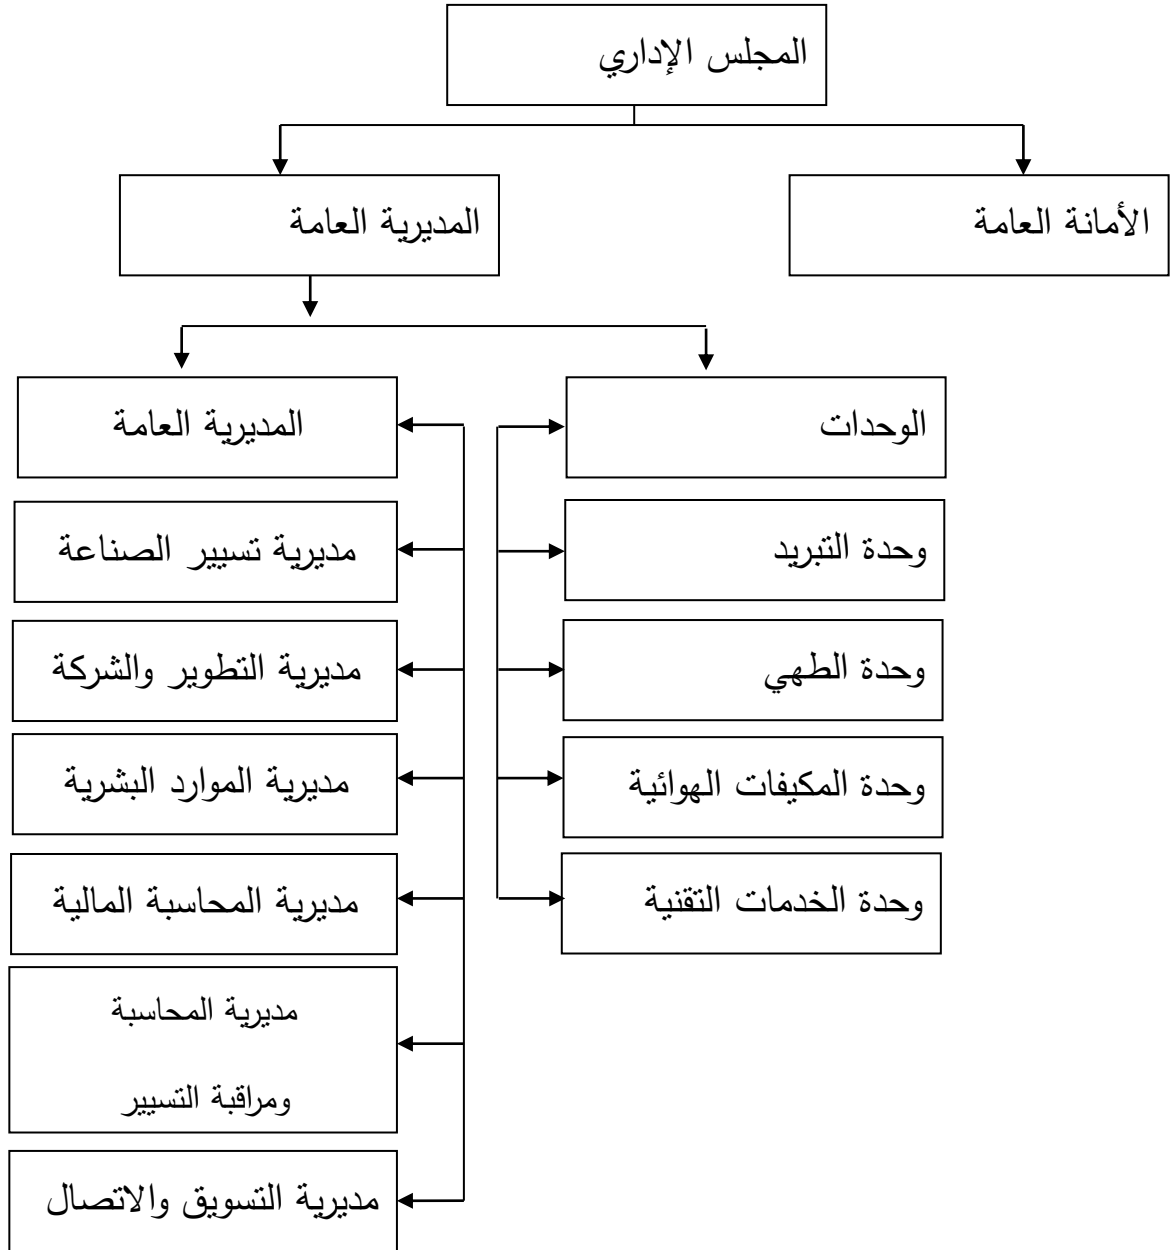 المجلس الإداري
الأمانة العامة
المديرية العامة
الوحدات
المديرية العامة
وحدة التبريد
مديرية تسيير الصناعة
وحدة الطهي
مديرية التطوير والشركة
وحدة المكيفات الهوائية
مديرية الموارد البشرية
وحدة الخدمات التقنية
مديرية المحاسبة المالية
مديرية المحاسبة
ومراقبة التسيير
مديرية التسويق والاتصال